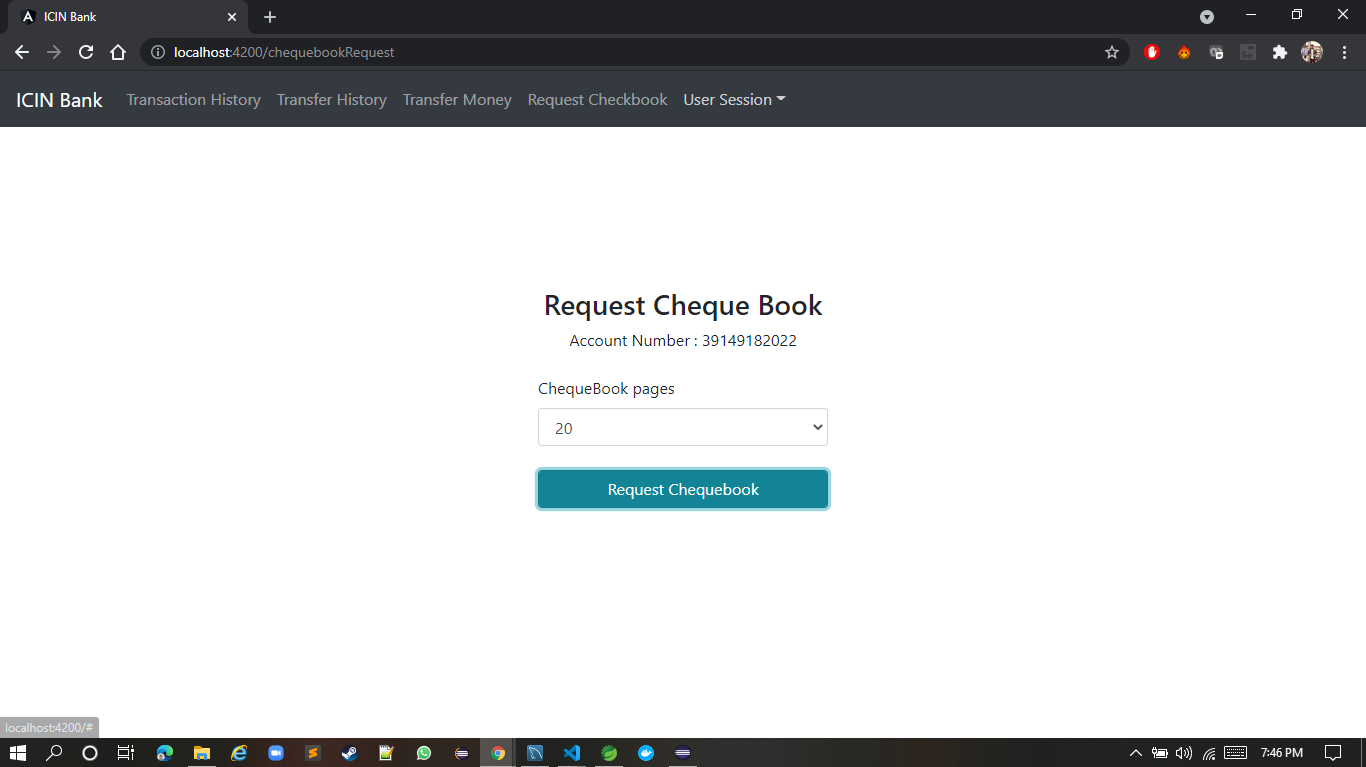 ICIN Bank
localhost:4200/chequebookRequest
ICIN Bank Transaction History Transfer History Transfer Money Request Checkbook User Session
Request Cheque Book
Account Number : 39149182022
ChequeBook pages
20
Request Chequebook
localhost:4200/#
7:46 PM